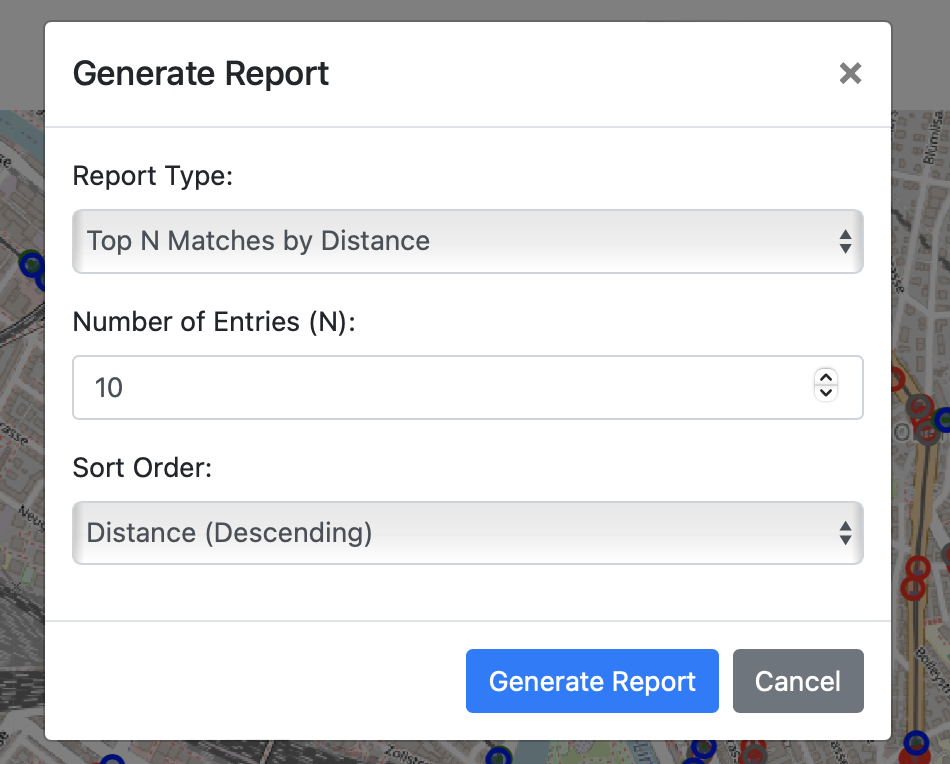 Generate Report
×
Report Type:
Top N Matches by Distance
Number of Entries (N):
10
Sort Order:
Distance (Descending)
Generate Report
Cancel